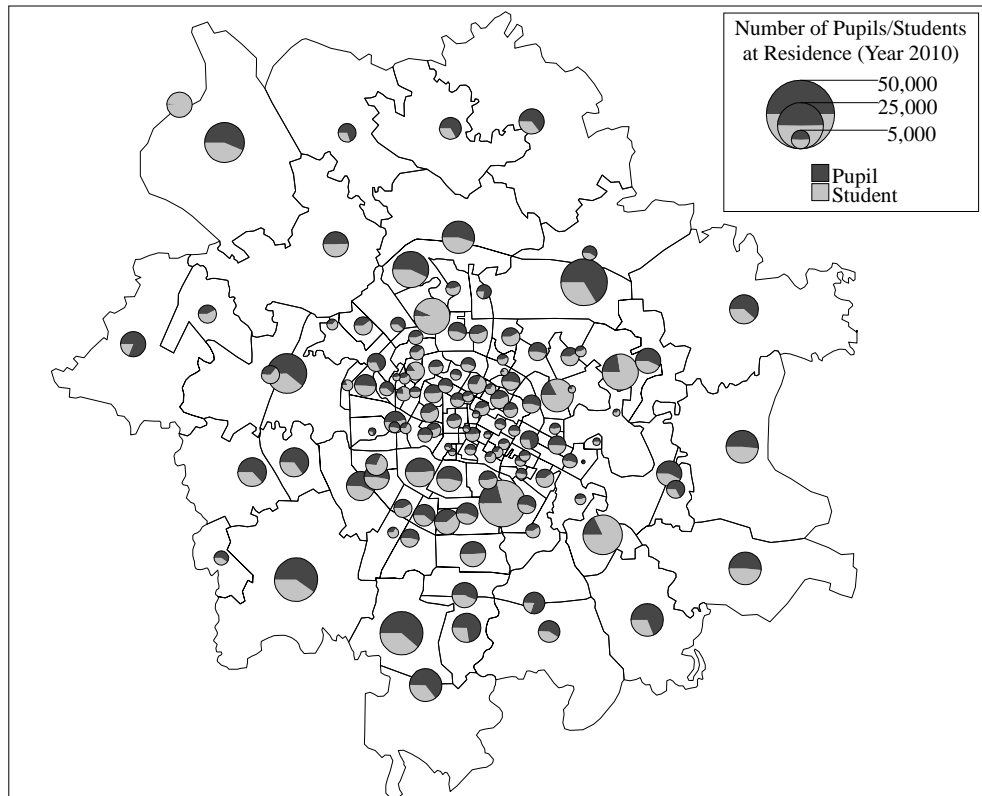 Number of Pupils/Students
at Residence (Year 2010)
50,000
25,000
5,000
Pupil
Student